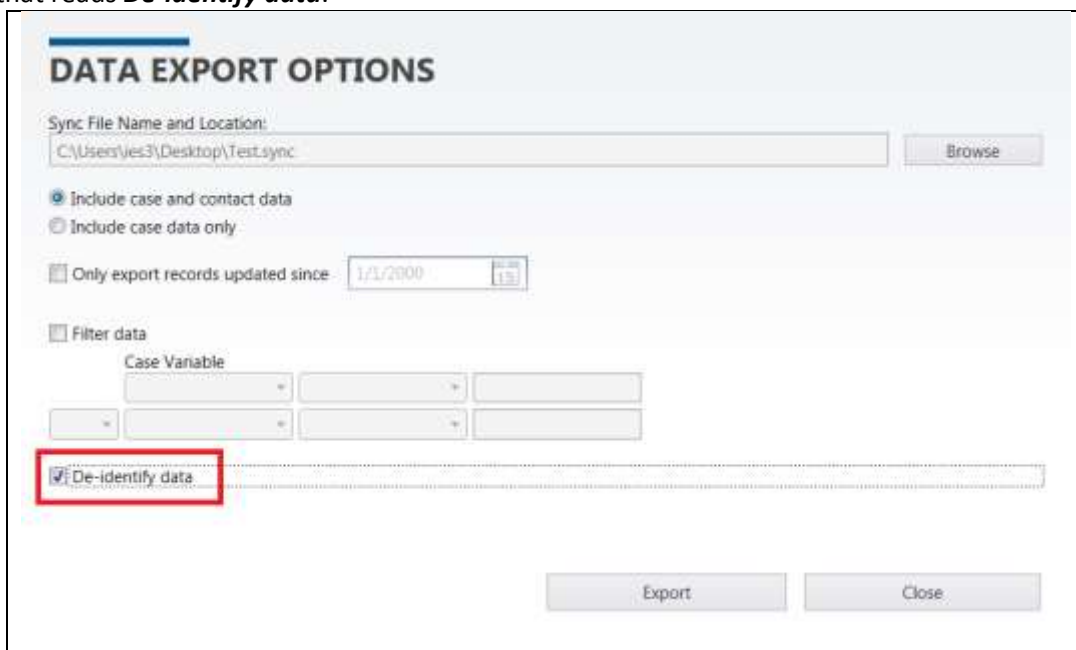 that reads De-identify data.
DATA EXPORT OPTIONS
Sync File Name and Location:
C:\Users\ies3\Desktop\Test.sync
Browse
Include case and contact data
Include case data only
Only export records updated since 1/1/2000 15
Filter data
Case Variable
De-identify data
Export Close